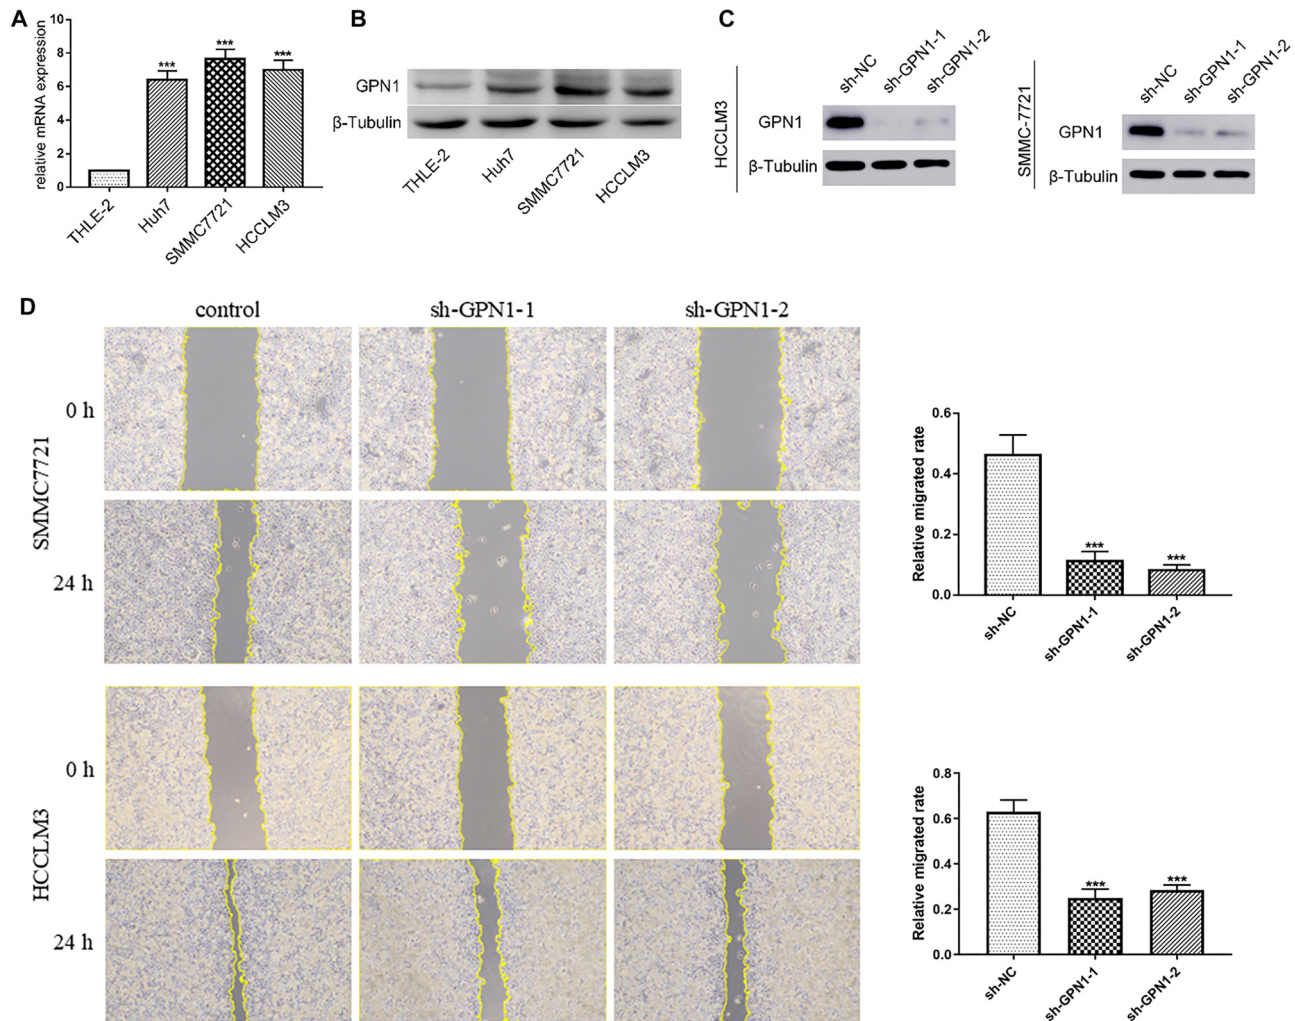 A
relative mRNA expression
10
8
6
4
2
0
***
***
***
THLE-2
Huh7
SMMC7721
HCCLM3
B
GPN1
β-Tubulin
THLE-2
Huh7
SMMC7721
HCCLM3
C
HCCLM3
sh-NC
sh-GPN1-1
sh-GPN1-2
GPN1
β-Tubulin
SMMC-7721
sh-NC
sh-GPN1-1
sh-GPN1-2
GPN1
β-Tubulin
D
control
sh-GPN1-1
sh-GPN1-2
SMMC7721
0 h
24 h
HCCLM3
0 h
24 h
Relative migrated rate
0.6
0.4
0.2
0.0
***
***
sh-NC
sh-GPN1-1
sh-GPN1-2
Relative migrated rate
0.8
0.6
0.4
0.2
0.0
***
***
sh-NC
sh-GPN1-1
sh-GPN1-2